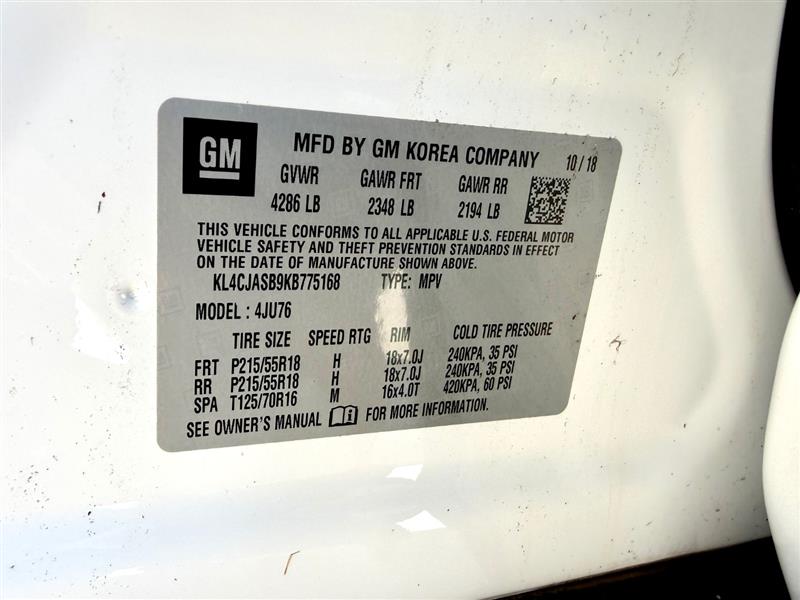 GM
MFD BY GM KOREA COMPANY 10/18
GVWR GAWR FRT GAWR RR
4286 LB 2348 LB 2194 LB
THIS VEHICLE CONFORMS TO ALL APPLICABLE U.S. FEDERAL MOTOR
VEHICLE SAFETY AND THEFT PREVENTION STANDARDS IN EFFECT
ON THE DATE OF MANUFACTURE SHOWN ABOVE.
KL4CJASB9KB775168 TYPE: MPV
MODEL : 4JU76
TIRE SIZE SPEED RTG RIM COLD TIRE PRESSURE
FRT P215/55R18 H 18x7.0J 240KPA, 35 PSI
RR P215/55R18 H 18x7.0J 240KPA, 35 PSI
SPA T125/70R16 M 16x4.0T 420KPA, 60 PSI
SEE OWNER'S MANUAL FOR MORE INFORMATION.